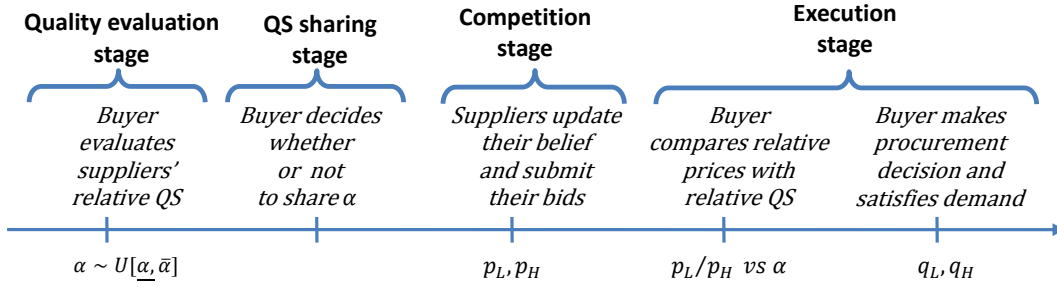 Quality evaluation
stage
QS sharing
stage
Competition
stage
Execution
stage
Buyer
evaluates
suppliers'
relative QS
Buyer decides
whether
or not
to share α
Suppliers update
their belief
and submit
their bids
Buyer
compares relative
prices with
relative QS
Buyer makes
procurement
decision and
satisfies demand
α ~ U[α̲, ᾱ]
p_L, p_H
p_L/p_H vs α
q_L, q_H